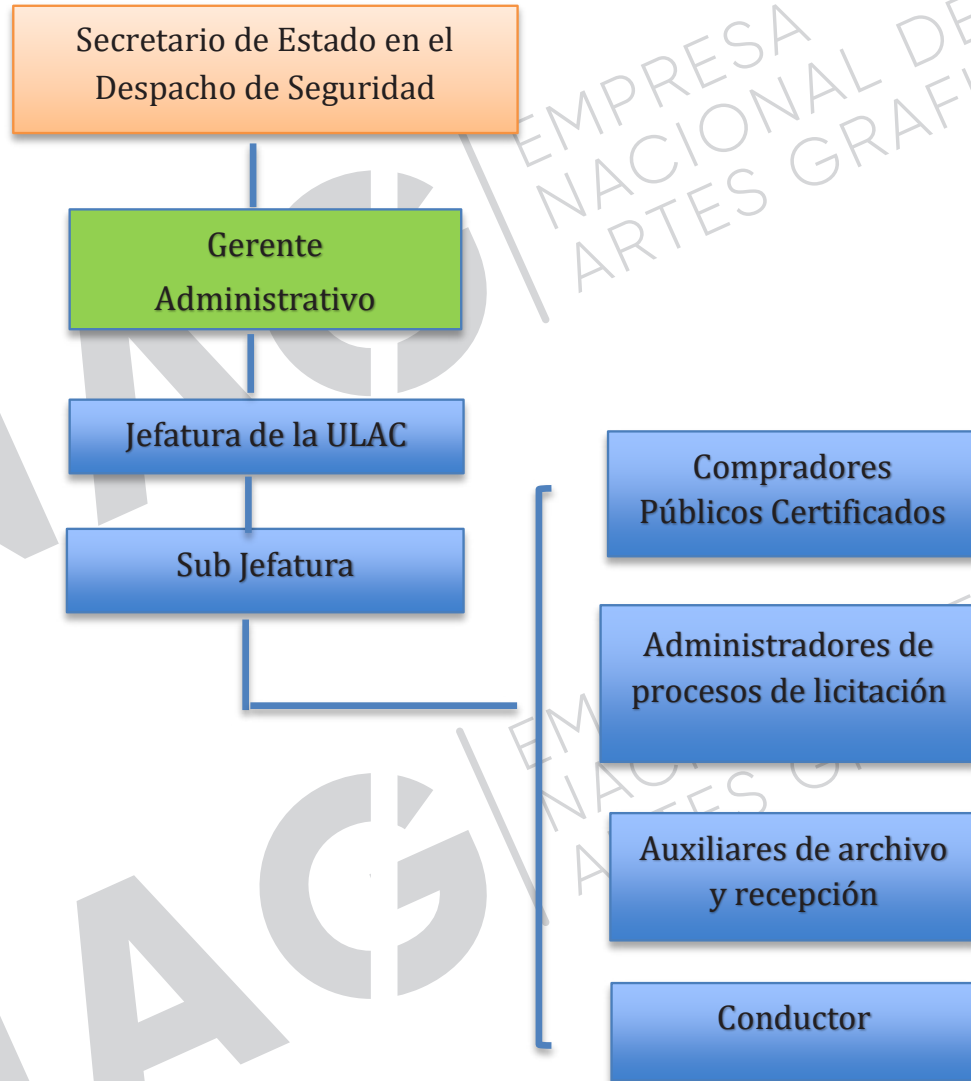 Secretario de Estado en el
Despacho de Seguridad
EMPRESA
NACIONAL DE
ARTES
Gerente
Administrativo
Jefatura de la ULAC
Sub Jefatura
Compradores
Públicos Certificados
Administradores de
procesos de licitación
Auxiliares de archivo
y recepción
Conductor